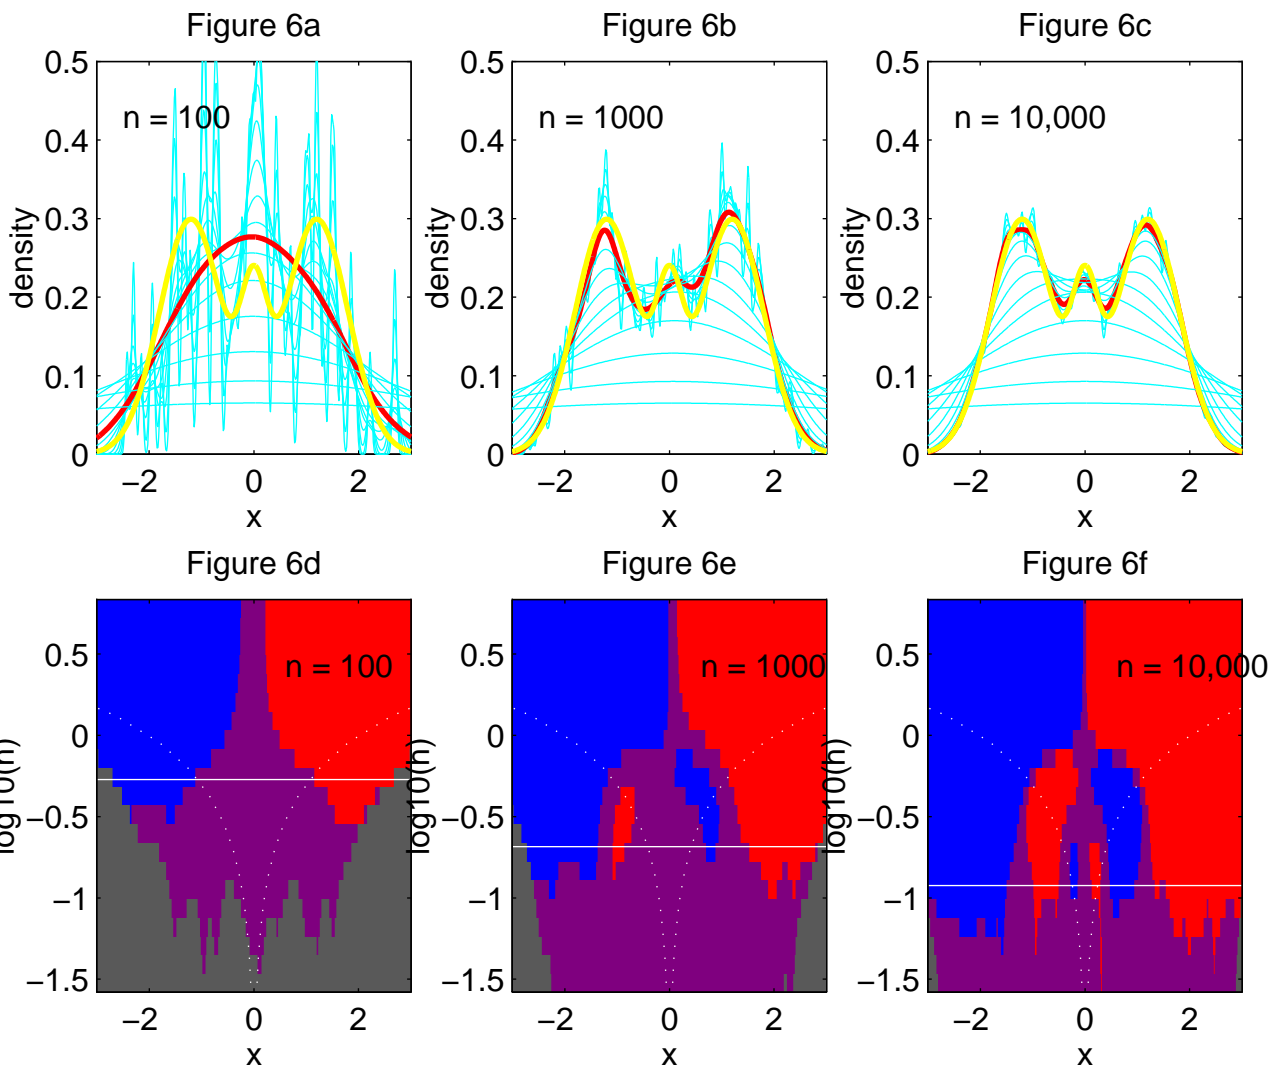 Figure 6a
Figure 6b
Figure 6c
0.5
0.4
0.3
0.2
0.1
0
density
n = 100
−2
0
2
x
0.5
0.4
0.3
0.2
0.1
0
density
n = 1000
−2
0
2
x
0.5
0.4
0.3
0.2
0.1
0
density
n = 10,000
−2
0
2
x
Figure 6d
Figure 6e
Figure 6f
0.5
0
−0.5
−1
−1.5
log10(h)
n = 100
−2
0
2
x
0.5
0
−0.5
−1
−1.5
log10(h)
n = 1000
−2
0
2
x
0.5
0
−0.5
−1
−1.5
log10(h)
n = 10,000
−2
0
2
x